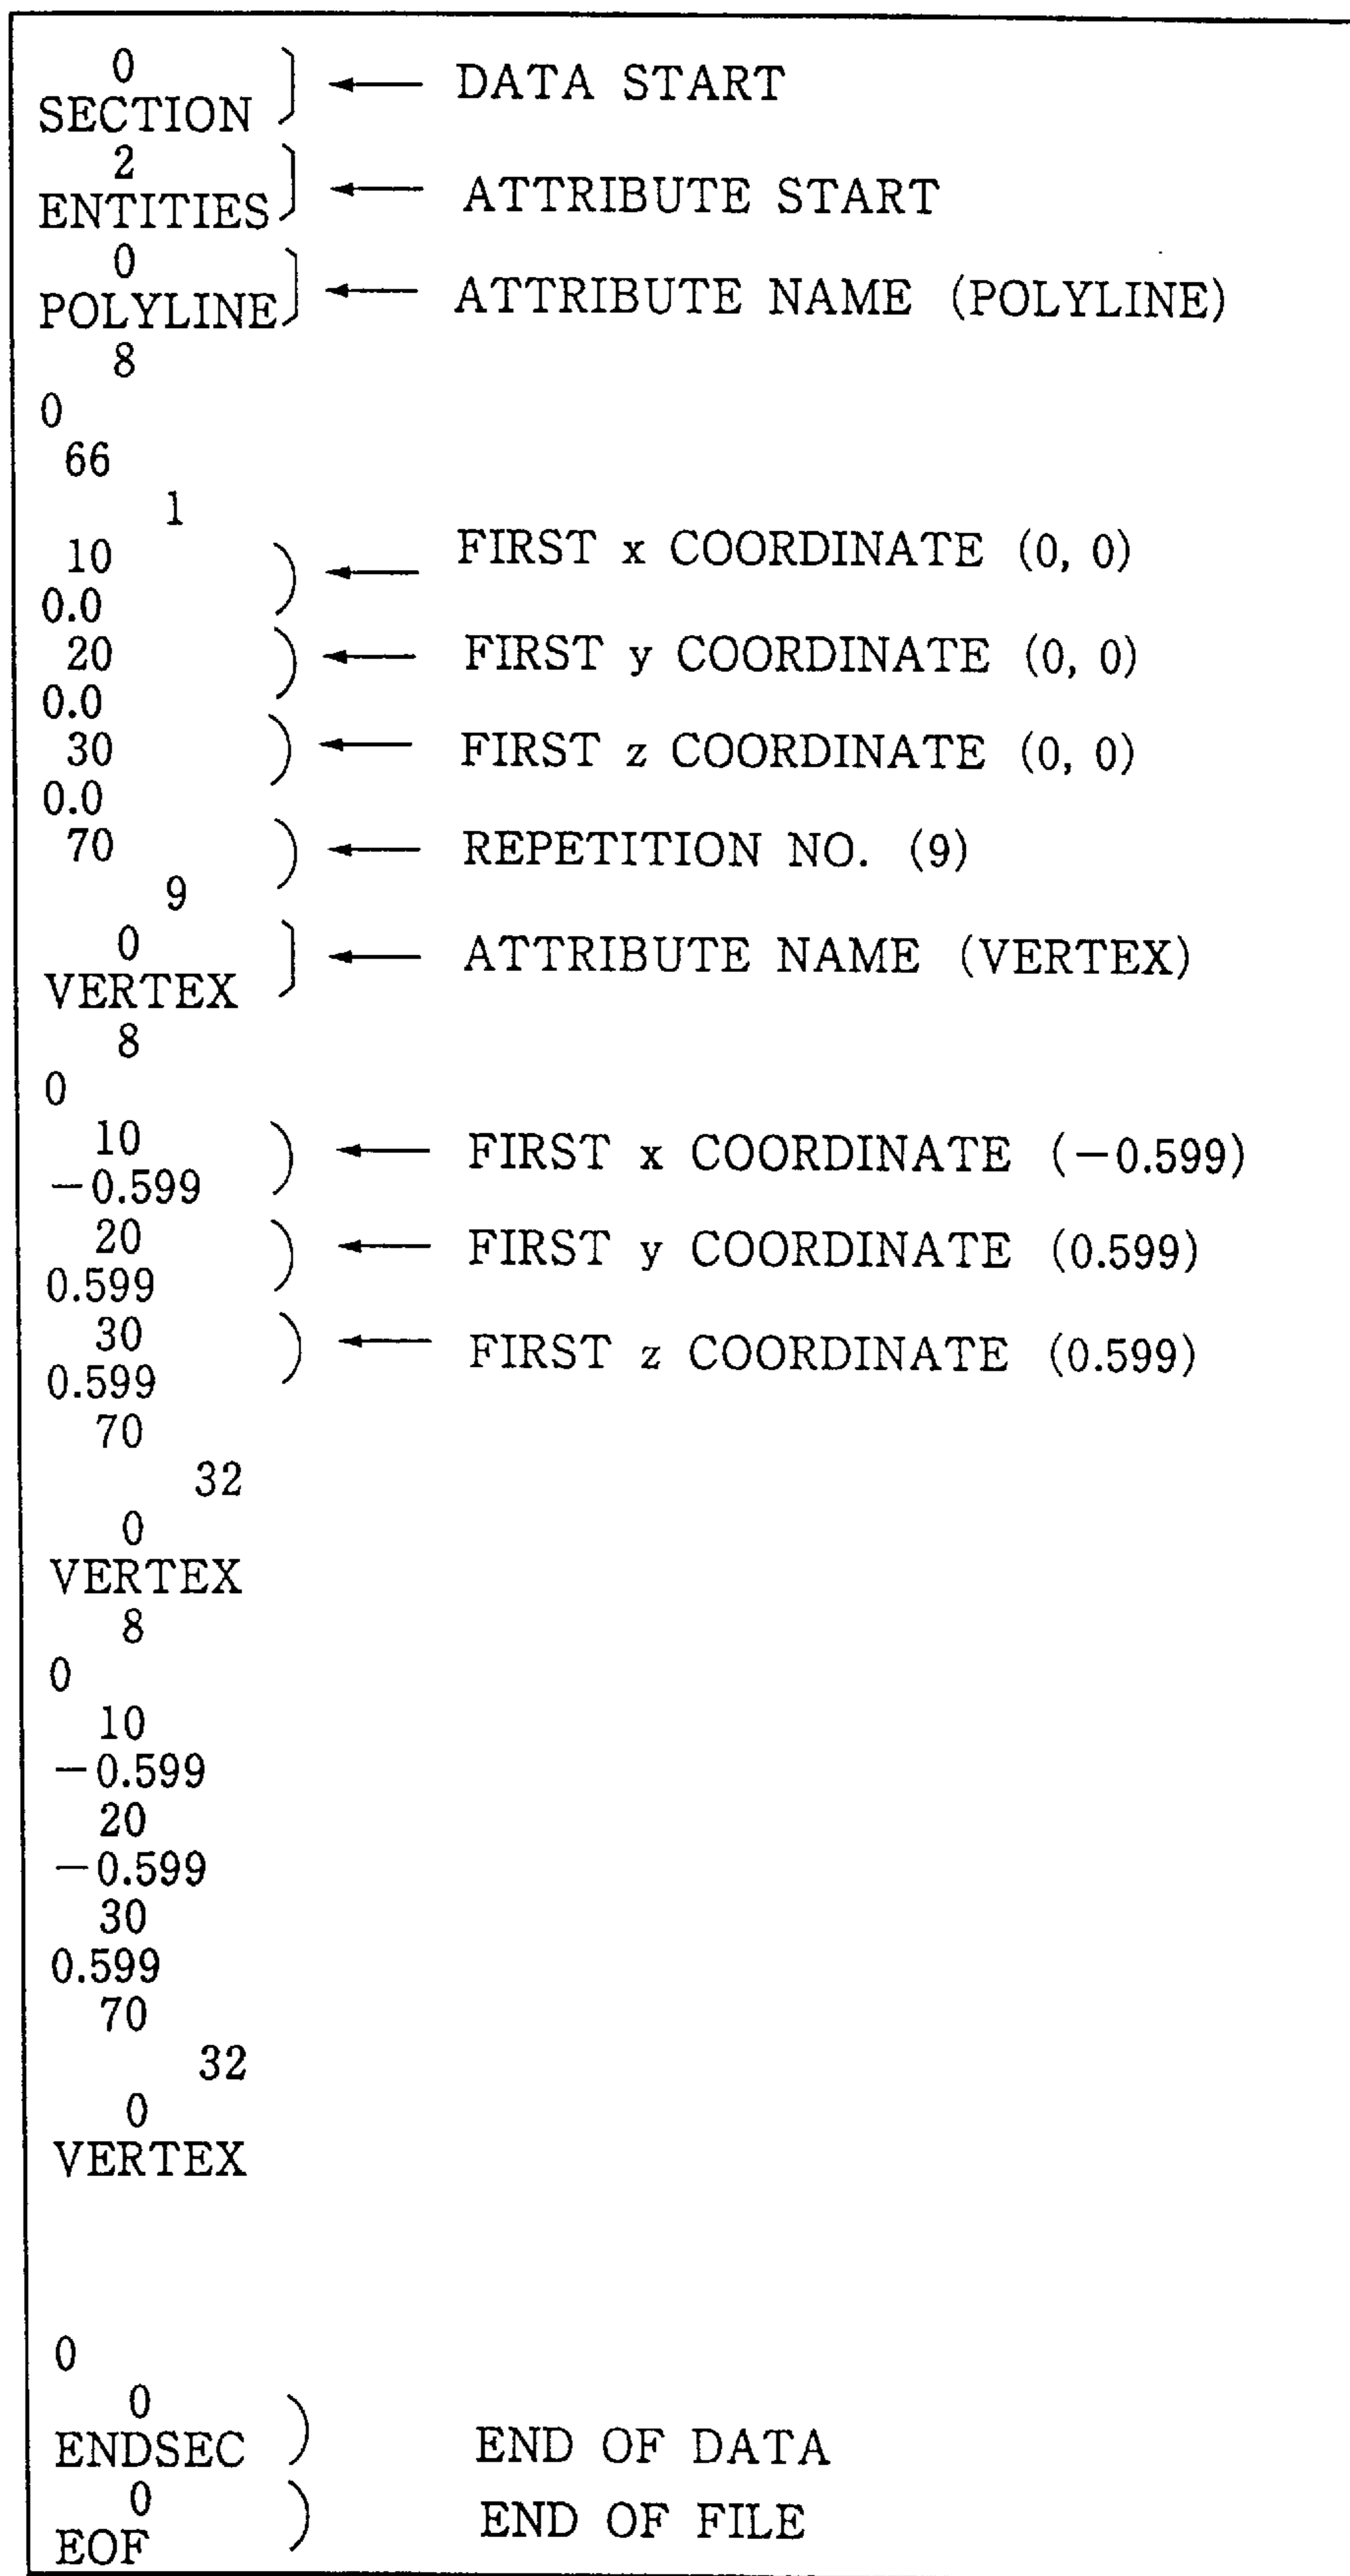 0
SECTION
DATA START
2
ENTITIES
ATTRIBUTE START
0
POLYLINE
ATTRIBUTE NAME (POLYLINE)
8
0
66
1
10
0.0
FIRST x COORDINATE (0, 0)
20
0.0
FIRST y COORDINATE (0, 0)
30
0.0
FIRST z COORDINATE (0, 0)
70
9
REPETITION NO. (9)
0
VERTEX
ATTRIBUTE NAME (VERTEX)
8
0
10
−0.599
FIRST x COORDINATE (−0.599)
20
0.599
FIRST y COORDINATE (0.599)
30
0.599
FIRST z COORDINATE (0.599)
70
32
0
VERTEX
8
0
10
−0.599
20
−0.599
30
0.599
70
32
0
VERTEX
0
0
ENDSEC
END OF DATA
0
EOF
END OF FILE